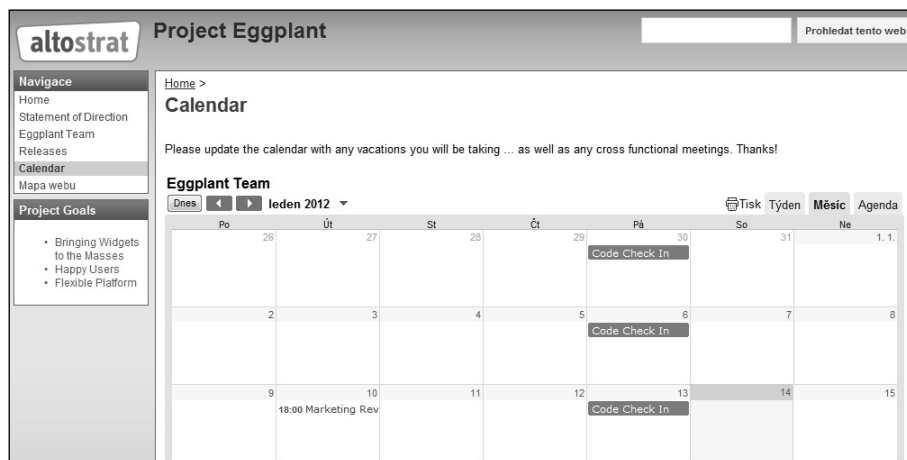 altostrat
Project Eggplant
Prohledat tento web
Navigace
Home
Statement of Direction
Eggplant Team
Releases
Calendar
Mapa webu
Project Goals
• Bringing Widgets
to the Masses
• Happy Users
• Flexible Platform
Home >
Calendar
Please update the calendar with any vacations you will be taking ... as well as any cross functional meetings. Thanks!
Eggplant Team
Dnes leden 2012 Tisk Týden Měsíc Agenda
Po Út St Čt Pá So Ne
26 27 28 29 30 31 1. 1.
Code Check In
2 3 4 5 6 7 8
Code Check In
9 10 11 12 13 14 15
18:00 Marketing Rev Code Check In